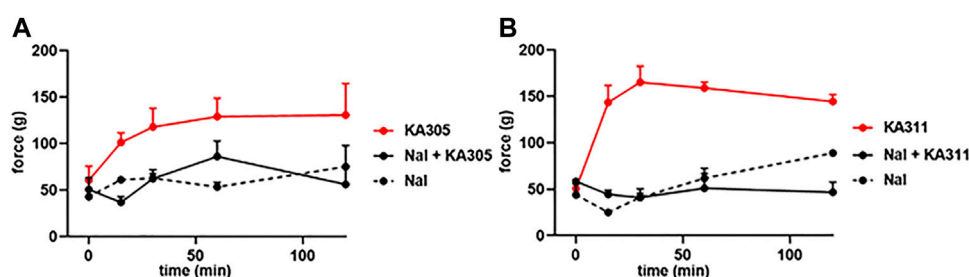 A
force (g)
200
150
100
50
0
0 50 100
time (min)
KA305
Nal + KA305
Nal
B
force (g)
200
150
100
50
0
0 50 100
time (min)
KA311
Nal + KA311
Nal